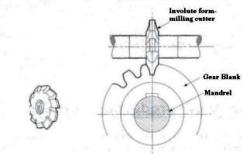 Involute form-
milling cutter
Gear Blank
Mandrel